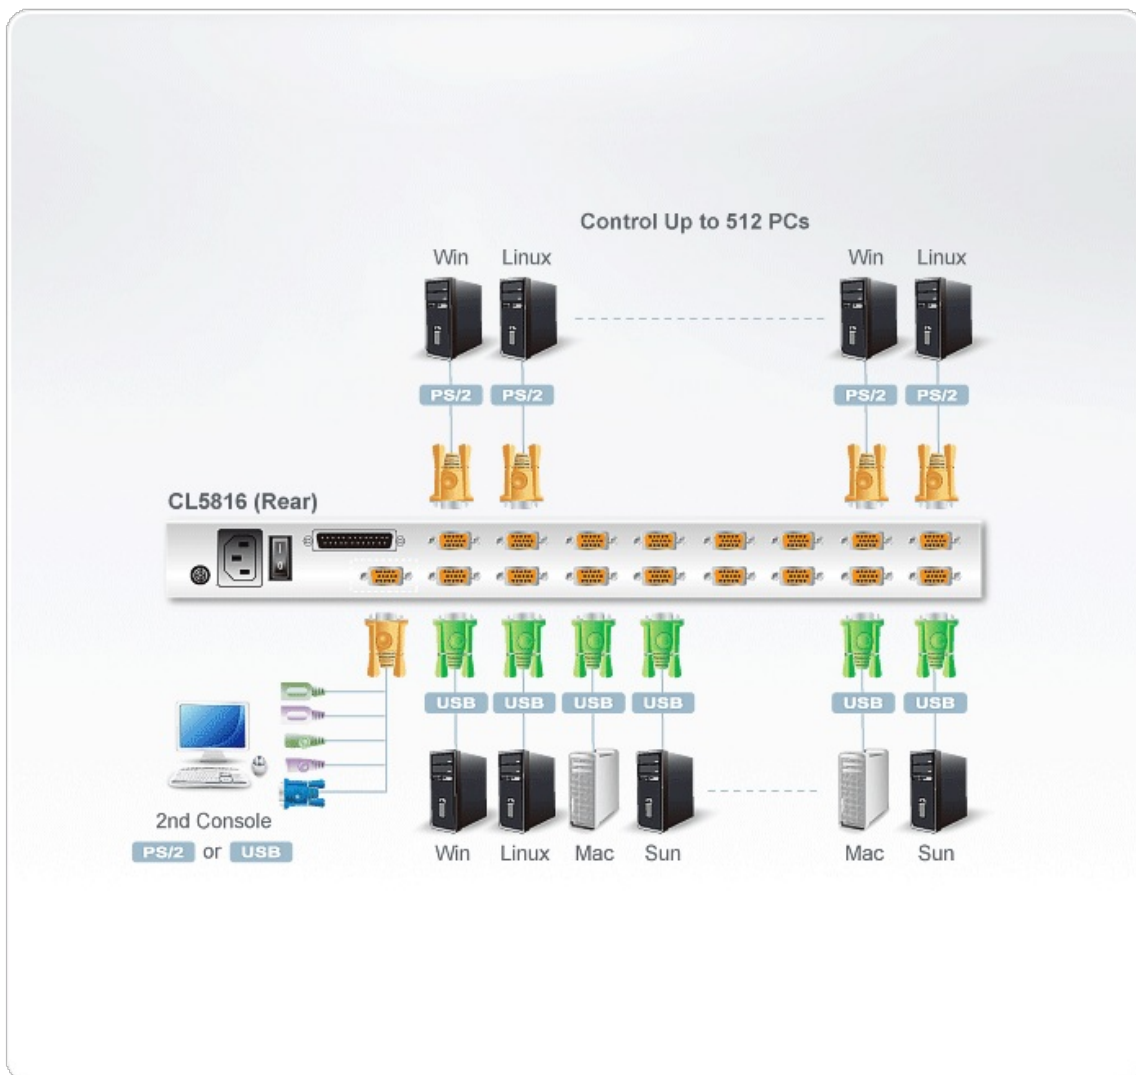 Control Up to 512 PCs
Win Linux Win Linux
PS/2 PS/2 PS/2 PS/2
CL5816 (Rear)
USB USB USB USB USB USB
2nd Console
PS/2 or USB
Win Linux Mac Sun Mac Sun